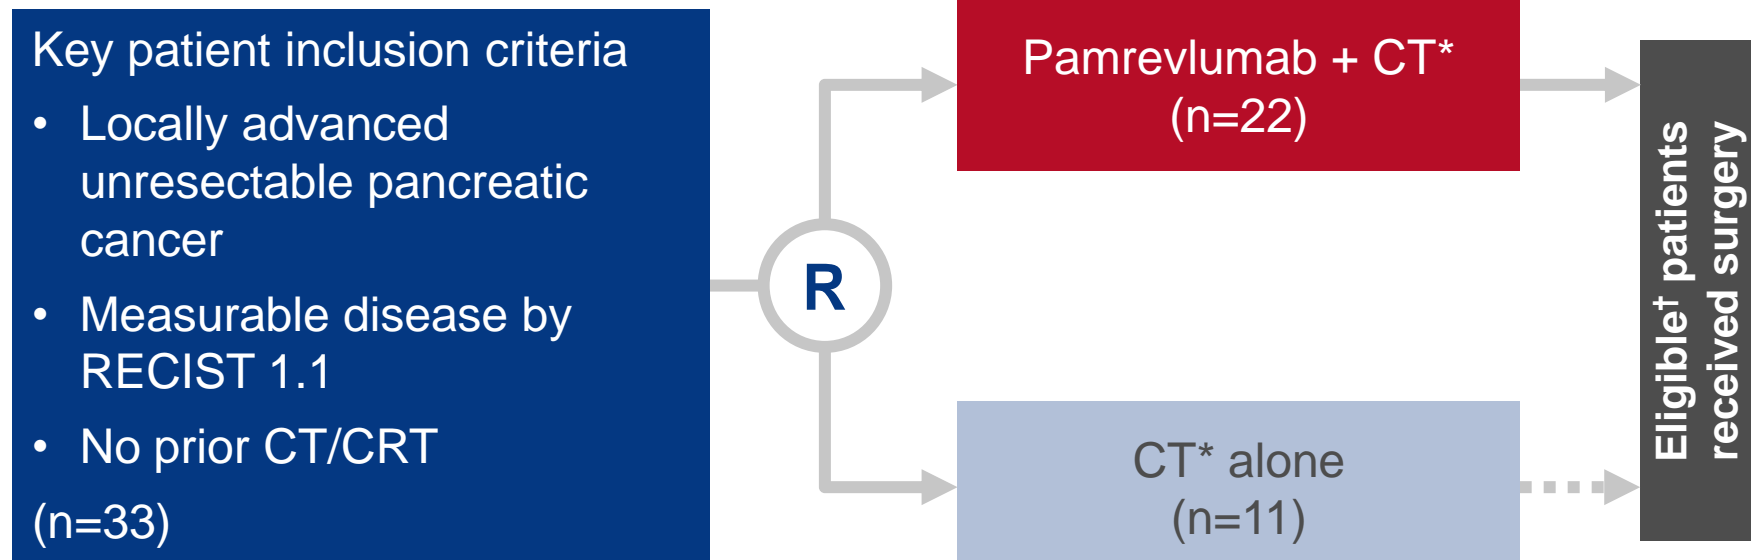 Key patient inclusion criteria
• Locally advanced
unresectable pancreatic
cancer
• Measurable disease by
RECIST 1.1
• No prior CT/CRT
(n=33)
R
Pamrevlumab + CT*
(n=22)
CT* alone
(n=11)
Eligible† patients
received surgery